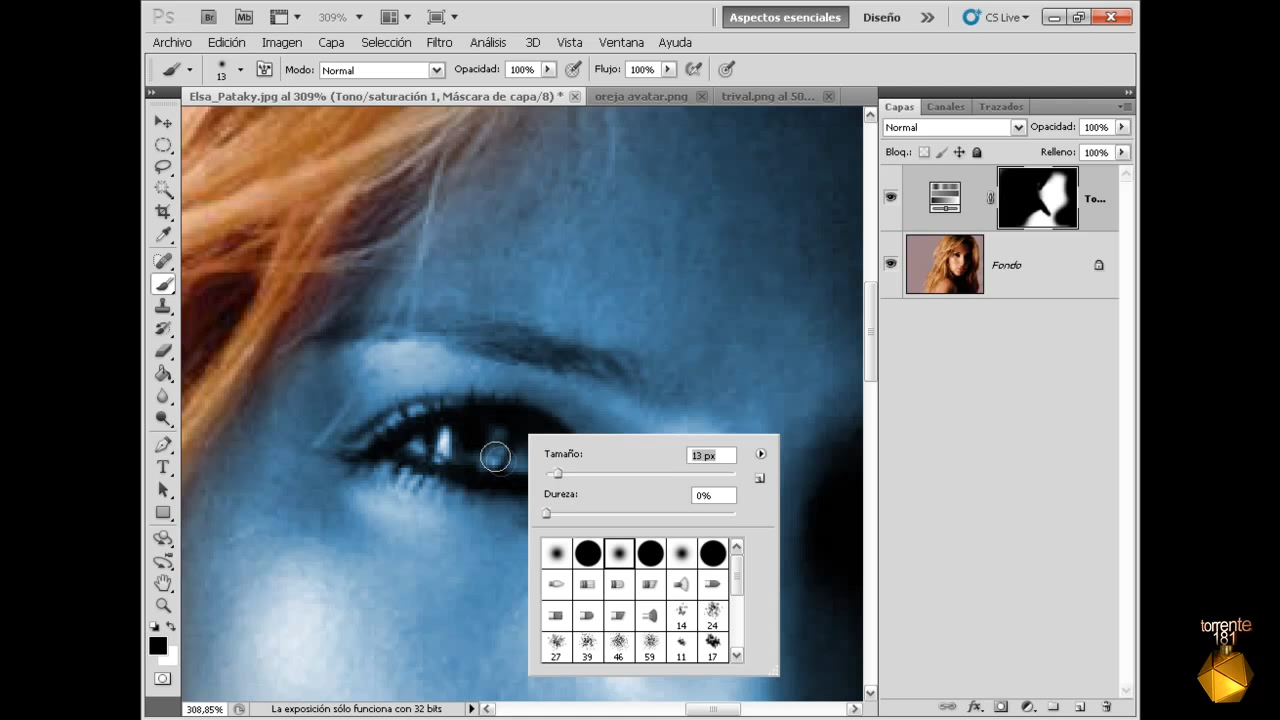 Ps Br Mb 309% Aspectos esenciales Diseño CS Live
Archivo Edición Imagen Capa Selección Filtro Análisis 3D Vista Ventana Ayuda
13 Modo: Normal Opacidad: 100% Flujo: 100%
Elsa_Pataky.jpg al 309% (Tono/saturación 1, Máscara de capa/8) * oreja avatar.png trival.png al 50...
Capas Canales Trazados
Normal Opacidad: 100%
Bloq.: Relleno: 100%
To...
Fondo
Tamaño: 13 px
Dureza: 0%
14 24
27 39 46 59 11 17
308,85% La exposición sólo funciona con 32 bits
torrente
181